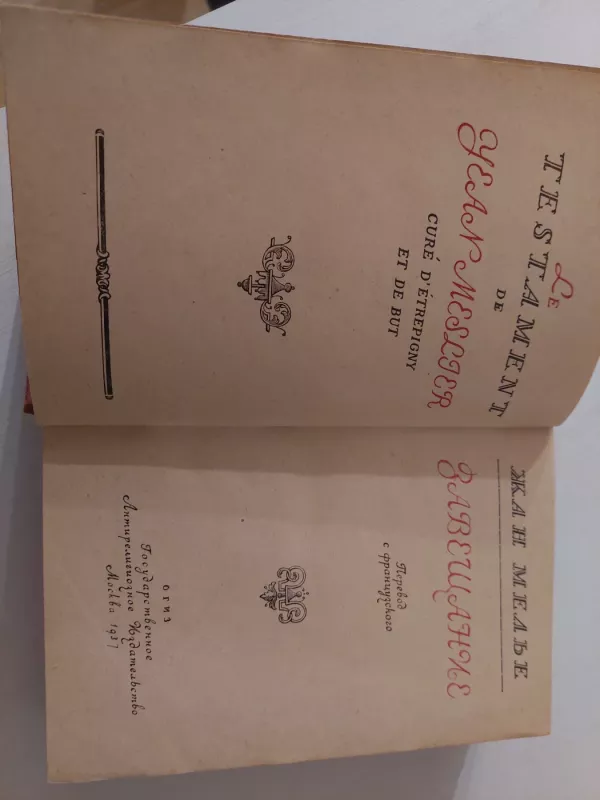 LE
TESTAMENT
DE
JEAN MESLIER
CURÉ D'ÉTREPIGNY
ET DE BUT
ЖАН МЕЛЬЕ
ЗАВЕЩАНИЕ
Перевод
с французского
ОГИЗ
Государственное
Антирелигиозное Издательство
Москва 1937